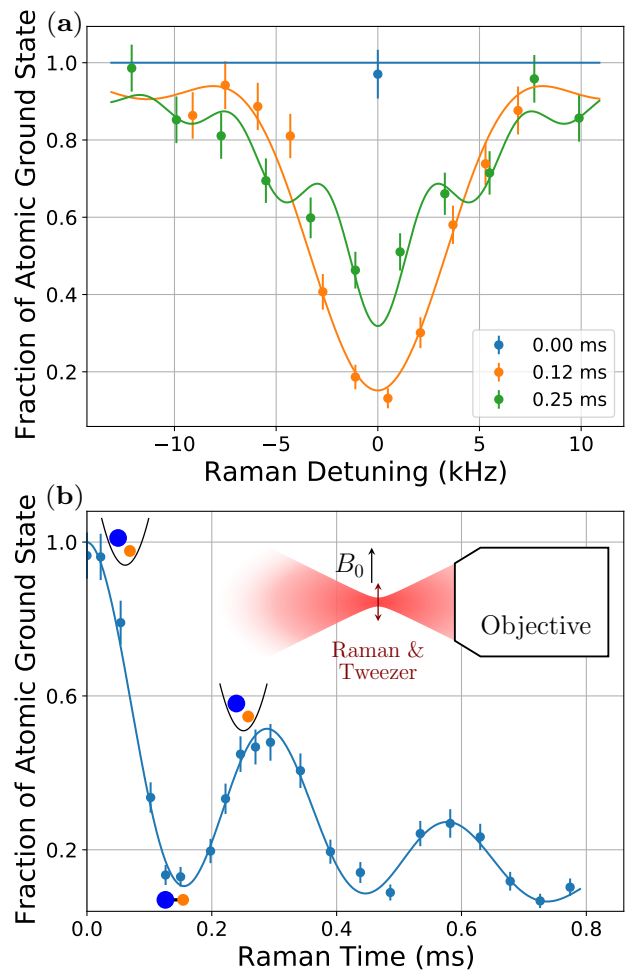 (a)
Fraction of Atomic Ground State
1.0
0.8
0.6
0.4
0.2
0.00 ms
0.12 ms
0.25 ms
−10
−5
0
5
10
Raman Detuning (kHz)
(b)
Fraction of Atomic Ground State
1.0
0.6
0.2
B₀
Objective
Raman &
Tweezer
0.0
0.2
0.4
0.6
0.8
Raman Time (ms)